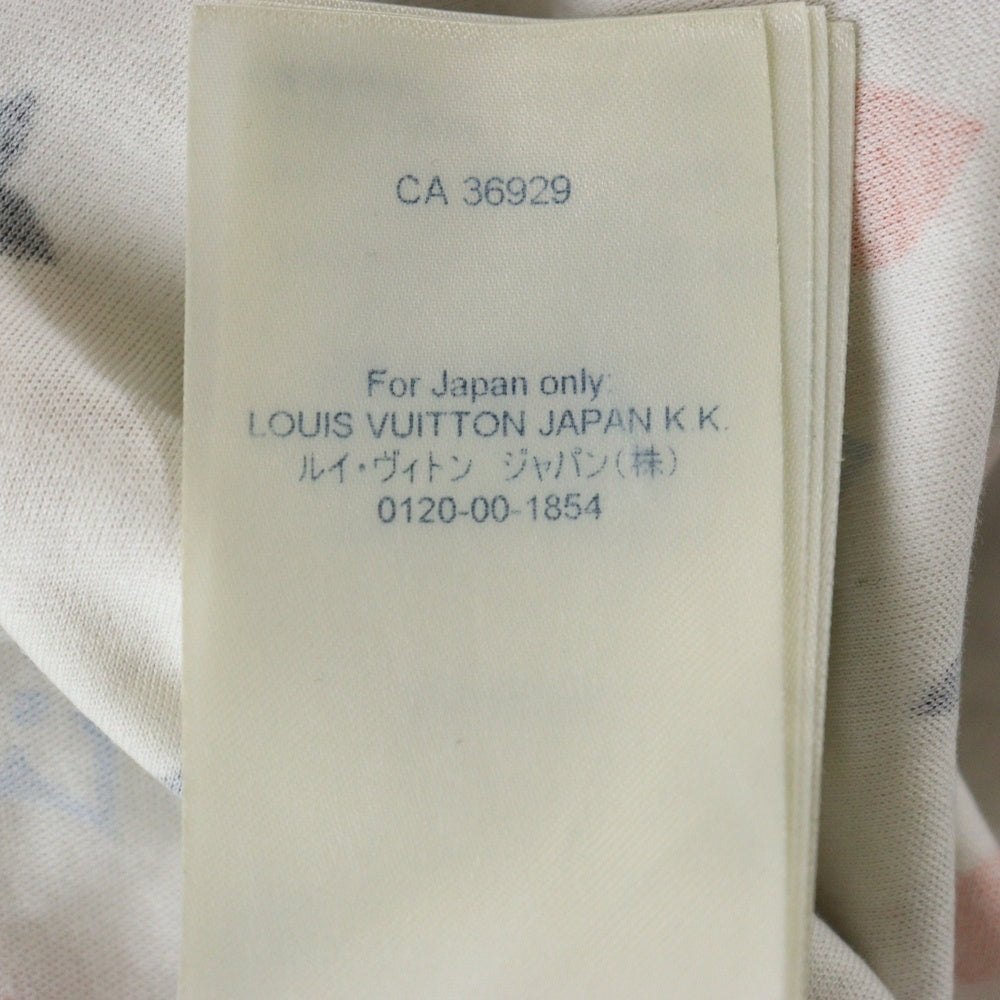 CA 36929
For Japan only:
LOUIS VUITTON JAPAN K.K.
ルイ・ヴィトン ジャパン(株)
0120-00-1854